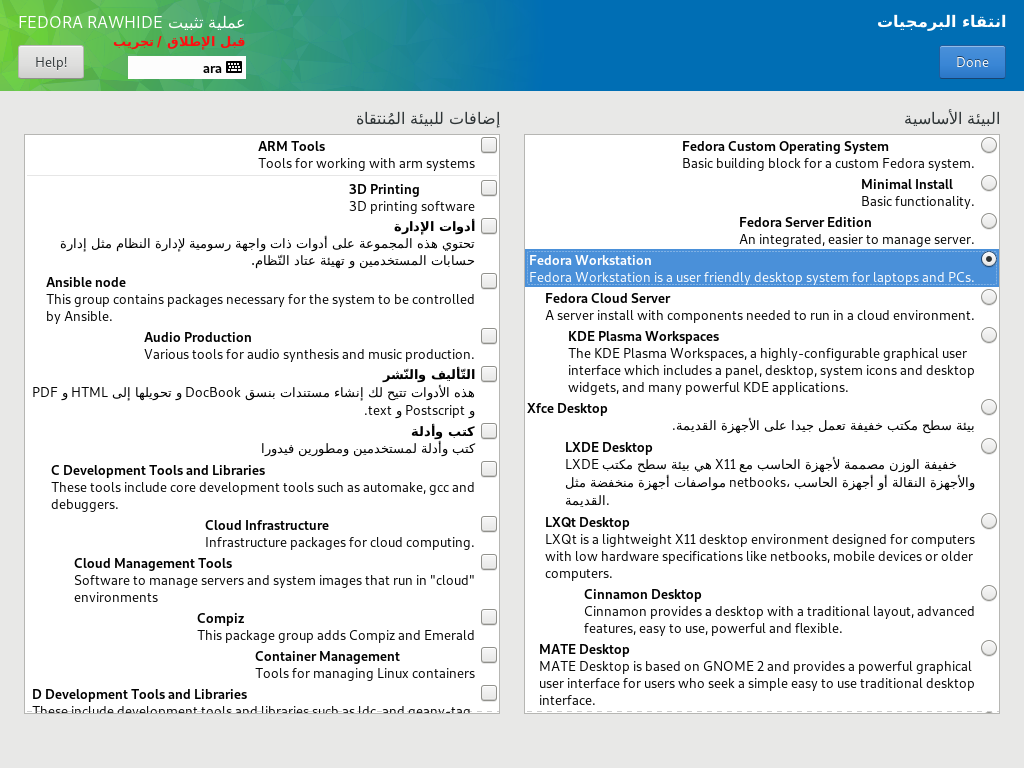 انتقاء البرمجيات
Done
عملية تثبيت FEDORA RAWHIDE
قبل الإطلاق / تجريب
ara
Help!
البيئة الأساسية
Fedora Custom Operating System
Basic building block for a custom Fedora system.
Minimal Install
Basic functionality.
Fedora Server Edition
An integrated, easier to manage server.
Fedora Workstation
Fedora Workstation is a user friendly desktop system for laptops and PCs.
Fedora Cloud Server
A server install with components needed to run in a cloud environment.
KDE Plasma Workspaces
The KDE Plasma Workspaces, a highly-configurable graphical user
interface which includes a panel, desktop, system icons and desktop
widgets, and many powerful KDE applications.
Xfce Desktop
بيئة سطح مكتب خفيفة تعمل جيدا على الأجهزة القديمة.
LXDE Desktop
LXDE هي بيئة سطح مكتب X11 خفيفة الوزن مصممة لأجهزة الحاسب مع
مواصفات أجهزة منخفضة مثل netbooks، والأجهزة النقالة أو أجهزة الحاسب
القديمة.
LXQt Desktop
LXQt is a lightweight X11 desktop environment designed for computers
with low hardware specifications like netbooks, mobile devices or older
computers.
Cinnamon Desktop
Cinnamon provides a desktop with a traditional layout, advanced
features, easy to use, powerful and flexible.
MATE Desktop
MATE Desktop is based on GNOME 2 and provides a powerful graphical
user interface for users who seek a simple easy to use traditional desktop
interface.
إضافات للبيئة المُنتقاة
ARM Tools
Tools for working with arm systems
3D Printing
3D printing software
أدوات الإدارة
تحتوي هذه المجموعة على أدوات ذات واجهة رسومية لإدارة النظام مثل إدارة
حسابات المستخدمين و تهيئة عتاد النّظام.
Ansible node
This group contains packages necessary for the system to be controlled
by Ansible.
Audio Production
Various tools for audio synthesis and music production.
التّأليف والنّشر
هذه الأدوات تتيح لك إنشاء مستندات بنسق DocBook و تحويلها إلى HTML و PDF
و Postscript و text.
كتب وأدلة
كتب وأدلة لمستخدمين ومطورين فيدورا
C Development Tools and Libraries
These tools include core development tools such as automake, gcc and
debuggers.
Cloud Infrastructure
Infrastructure packages for cloud computing.
Cloud Management Tools
Software to manage servers and system images that run in "cloud"
environments
Compiz
This package group adds Compiz and Emerald
Container Management
Tools for managing Linux containers
D Development Tools and Libraries
These include development tools and libraries such as ldc, and geany-tag